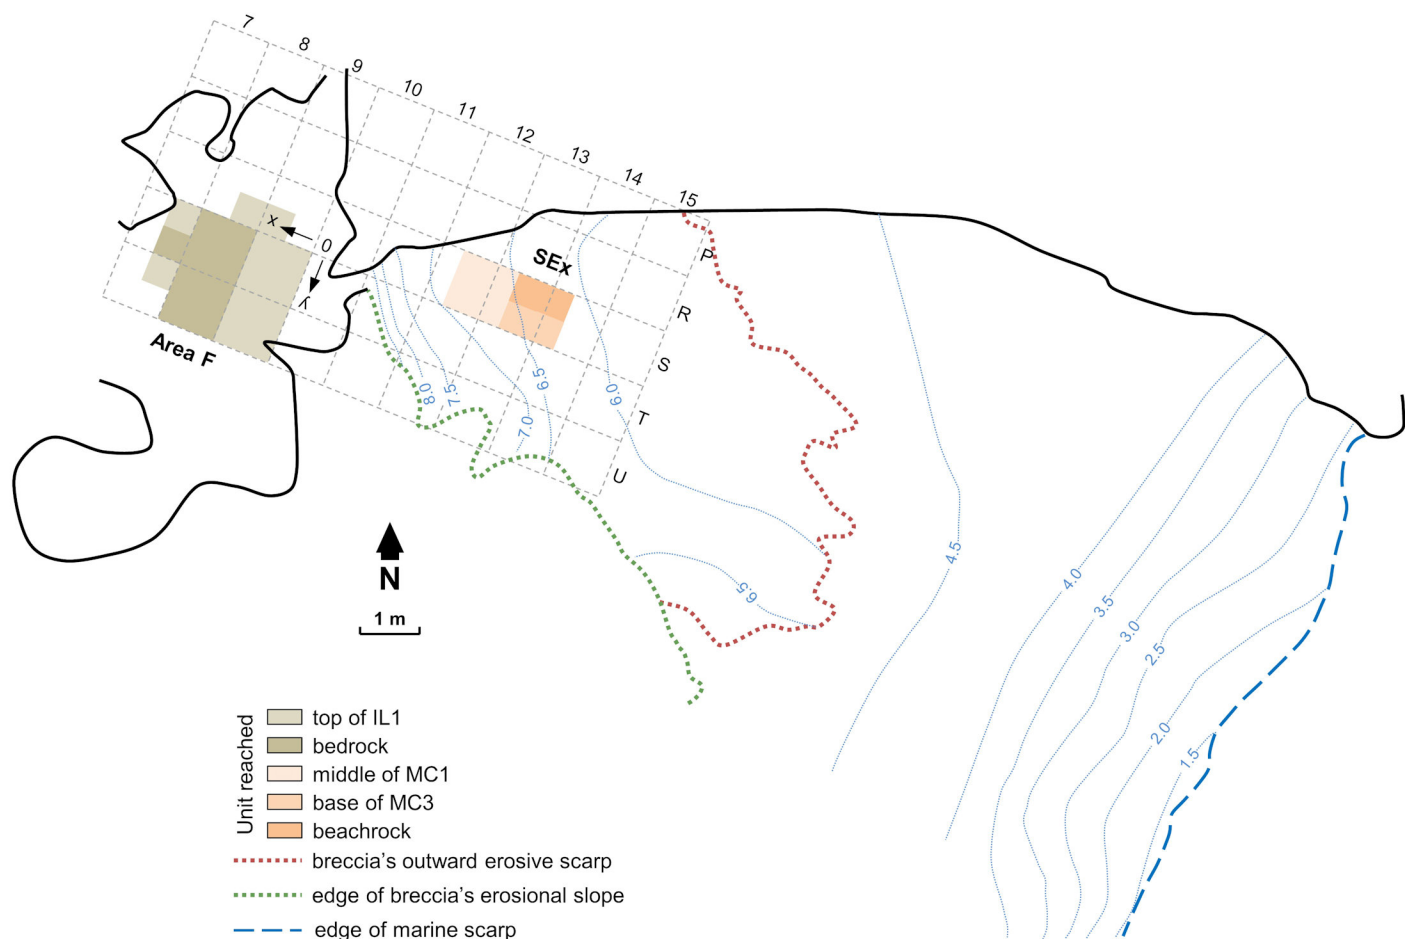 7
8
9
10
11
12
13
14
15
P
R
S
T
U
x
0
y
SEx
Area F
8.0
7.5
7.0
6.5
6.0
6.5
4.5
4.0
3.5
3.0
2.5
2.0
1.5
N
1 m
Unit reached
top of IL1
bedrock
middle of MC1
base of MC3
beachrock
breccia's outward erosive scarp
edge of breccia's erosional slope
edge of marine scarp